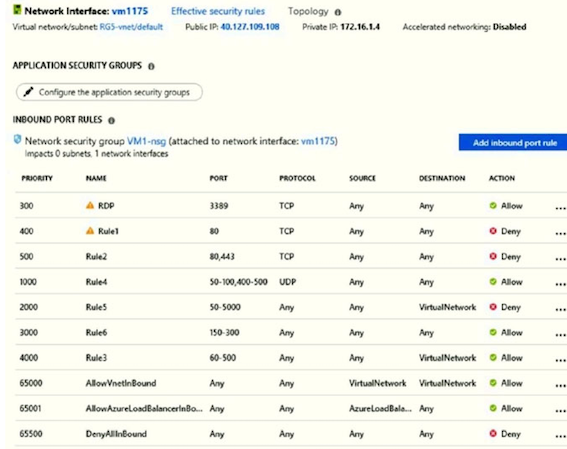 Network Interface: vm1175 Effective security rules Topology
Virtual network/subnet: RG5-vnet/default Public IP: 40.127.109.108 Private IP: 172.16.1.4 Accelerated networking: Disabled
APPLICATION SECURITY GROUPS
Configure the application security groups
INBOUND PORT RULES
Network security group VM1-nsg (attached to network interface: vm1175)
Impacts 0 subnets, 1 network interfaces
Add inbound port rule
PRIORITY NAME PORT PROTOCOL SOURCE DESTINATION ACTION
300 RDP 3389 TCP Any Any Allow ...
400 Rule1 80 TCP Any Any Deny ...
500 Rule2 80,443 TCP Any Any Deny ...
1000 Rule4 50-100,400-500 UDP Any Any Allow ...
2000 Rule5 50-5000 Any Any VirtualNetwork Deny ...
3000 Rule6 150-300 Any Any Any Allow ...
4000 Rule3 60-500 Any Any VirtualNetwork Allow ...
65000 AllowVnetInBound Any Any VirtualNetwork VirtualNetwork Allow ...
65001 AllowAzureLoadBalancerInBo... Any Any AzureLoadBala... Any Allow ...
65500 DenyAllInBound Any Any Any Any Deny ...